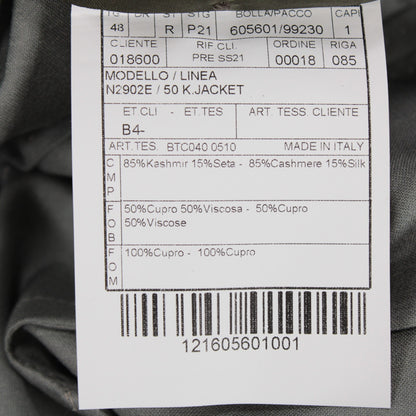 TG DR ST STG BOLLA/PACCO CAPI
48 R P21 605601/99230 1
CLIENTE RIF CLI. ORDINE RIGA
018600 PRE SS21 00018 085
MODELLO / LINEA
N2902E / 50 K.JACKET
ET.CLI - ET.TES ART. TESS. CLIENTE
B4-
ART.TES. BTC040 0510 MADE IN ITALY
CMP 85%Kashmir 15%Seta - 85%Cashmere 15%Silk
FOB 50%Cupro 50%Viscosa - 50%Cupro
50%Viscose
FOM 100%Cupro - 100%Cupro
121605601001